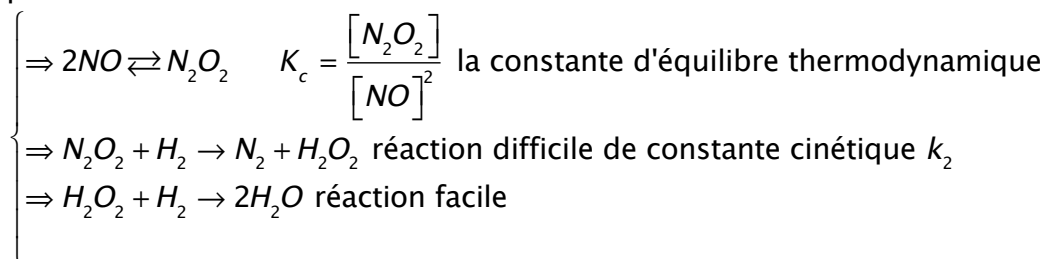 ⇒ 2NO ⇄ N₂O₂ K_c = [N₂O₂] / [NO]² la constante d'équilibre thermodynamique
⇒ N₂O₂ + H₂ → N₂ + H₂O₂ réaction difficile de constante cinétique k₂
⇒ H₂O₂ + H₂ → 2H₂O réaction facile